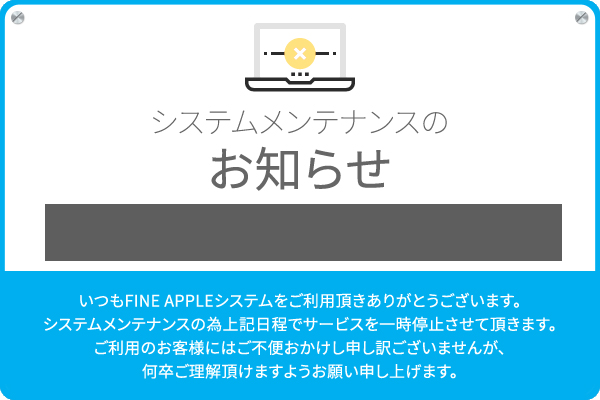 システムメンテナンスの
お知らせ
いつもFINE APPLEシステムをご利用頂きありがとうございます。
システムメンテナンスの為上記日程でサービスを一時停止させて頂きます。
ご利用のお客様にはご不便おかけし申し訳ございませんが、
何卒ご理解頂けますようお願い申し上げます。